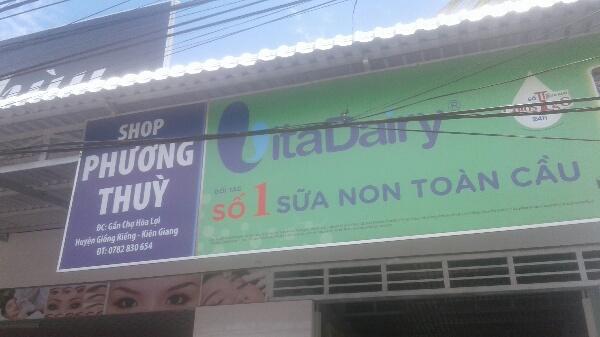 SHOP
PHƯƠNG
THUỲ
ĐC: Gần Chợ Hòa Lợi
Huyện Giồng Riềng - Kiên Giang
ĐT: 0782 830 654
VitaDairy®
ĐỐI TÁC
SỐ 1 SỮA NON TOÀN CẦU